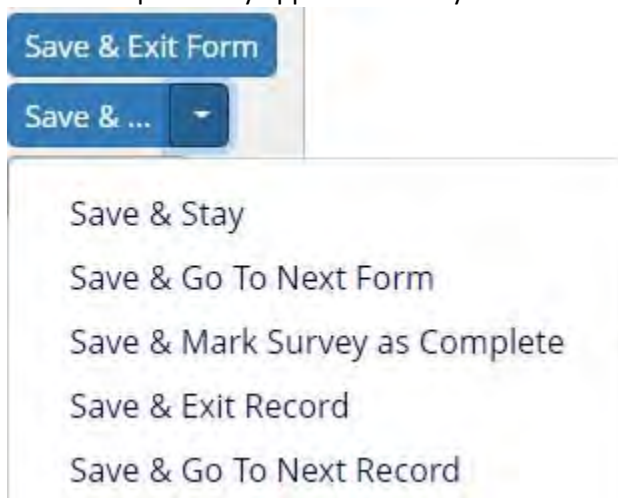 Save & Exit Form
Save & ...
Save & Stay
Save & Go To Next Form
Save & Mark Survey as Complete
Save & Exit Record
Save & Go To Next Record